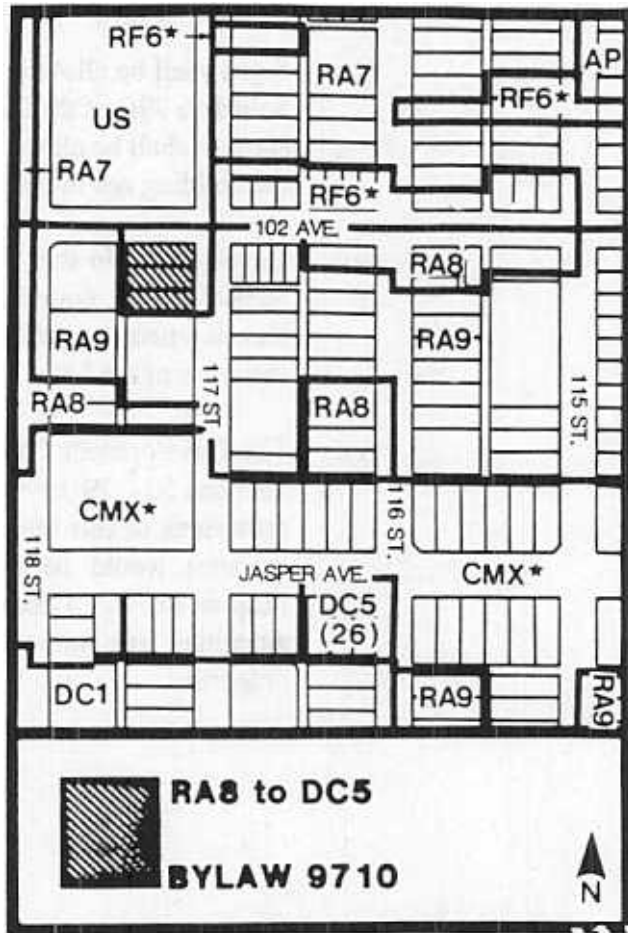 RF6*
RA7
AP
US
RF6*
RA7
RF6*
102 AVE.
RA8
RA9
RA9
117 ST.
RA8
RA8
115 ST.
CMX*
116 ST.
118 ST.
JASPER AVE.
CMX*
DC5
(26)
DC1
RA9
RA9
RA8 to DC5
BYLAW 9710
N